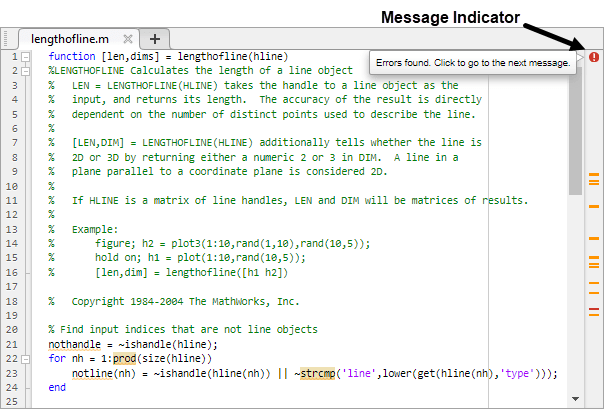 Message Indicator
lengthofline.m
Errors found. Click to go to the next message.
1 function [len,dims] = lengthofline(hline)
2 %LENGTHOFLINE Calculates the length of a line object
3 %   LEN = LENGTHOFLINE(HLINE) takes the handle to a line object as the
4 %   input, and returns its length.  The accuracy of the result is directly
5 %   dependent on the number of distinct points used to describe the line.
6 %
7 %   [LEN,DIM] = LENGTHOFLINE(HLINE) additionally tells whether the line is
8 %   2D or 3D by returning either a numeric 2 or 3 in DIM.  A line in a
9 %   plane parallel to a coordinate plane is considered 2D.
10 %
11 %   If HLINE is a matrix of line handles, LEN and DIM will be matrices of results.
12 %
13 %   Example:
14 %       figure; h2 = plot3(1:10,rand(1,10),rand(10,5));
15 %       hold on; h1 = plot(1:10,rand(10,5));
16 %       [len,dim] = lengthofline([h1 h2])
17
18 %   Copyright 1984-2004 The MathWorks, Inc.
19
20 % Find input indices that are not line objects
21 nothandle = ~ishandle(hline);
22 for nh = 1:prod(size(hline))
23     notline(nh) = ~ishandle(hline(nh)) || ~strcmp('line',lower(get(hline(nh),'type')));
24 end
25